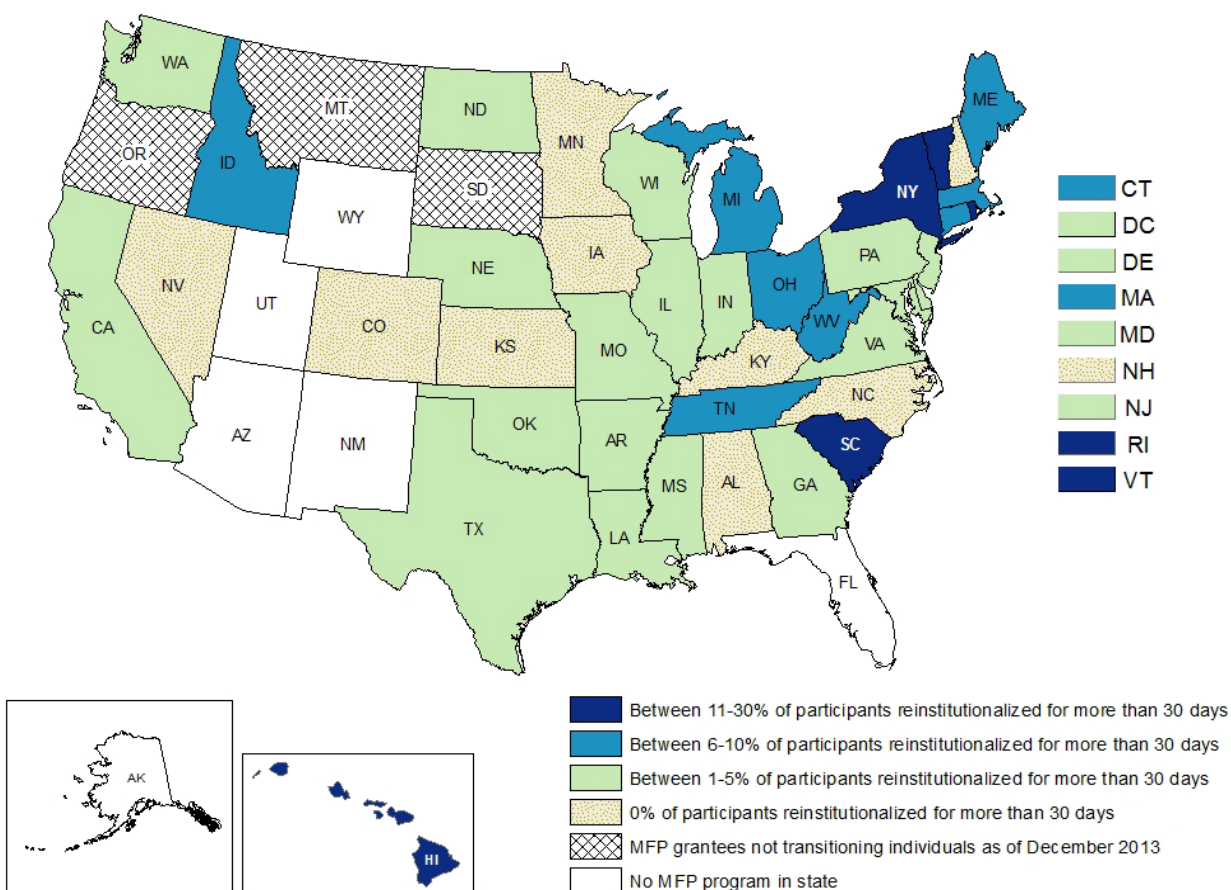 WA
MT
ND
MN
ME
OR
ID
SD
WI
MI
NY
WY
CT
DC
DE
MA
MD
NH
NJ
RI
VT
NV
UT
CO
NE
IA
IL
IN
OH
PA
WV
VA
CA
KS
MO
KY
NC
TN
AZ
NM
OK
AR
SC
MS
AL
GA
TX
LA
FL
AK
HI
Between 11-30% of participants reinstitutionalized for more than 30 days
Between 6-10% of participants reinstitutionalized for more than 30 days
Between 1-5% of participants reinstitutionalized for more than 30 days
0% of participants reinstitutionalized for more than 30 days
MFP grantees not transitioning individuals as of December 2013
No MFP program in state